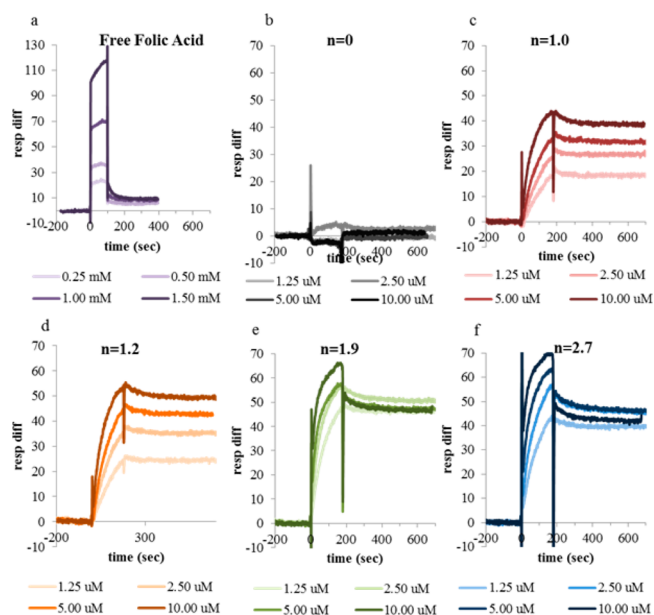 a
Free Folic Acid
130
110
90
70
50
30
10
-10
resp diff
-200 0 200 400 600
time (sec)
0.25 mM 0.50 mM
1.00 mM 1.50 mM
b
n=0
70
60
50
40
30
20
10
0
-10
resp diff
-200 0 200 400 600
time (sec)
1.25 uM 2.50 uM
5.00 uM 10.00 uM
c
n=1.0
70
60
50
40
30
20
10
0
-10
resp diff
-200 0 200 400 600
time (sec)
1.25 uM 2.50 uM
5.00 uM 10.00 uM
d
n=1.2
70
60
50
40
30
20
10
0
-10
resp diff
-200 300
time (sec)
1.25 uM 2.50 uM
5.00 uM 10.00 uM
e
n=1.9
70
60
50
40
30
20
10
0
-10
resp diff
-200 0 200 400 600
time (sec)
1.25 uM 2.50 uM
5.00 uM 10.00 uM
f
n=2.7
70
60
50
40
30
20
10
0
-10
resp diff
-200 0 200 400 600
time (sec)
1.25 uM 2.50 uM
5.00 uM 10.00 uM